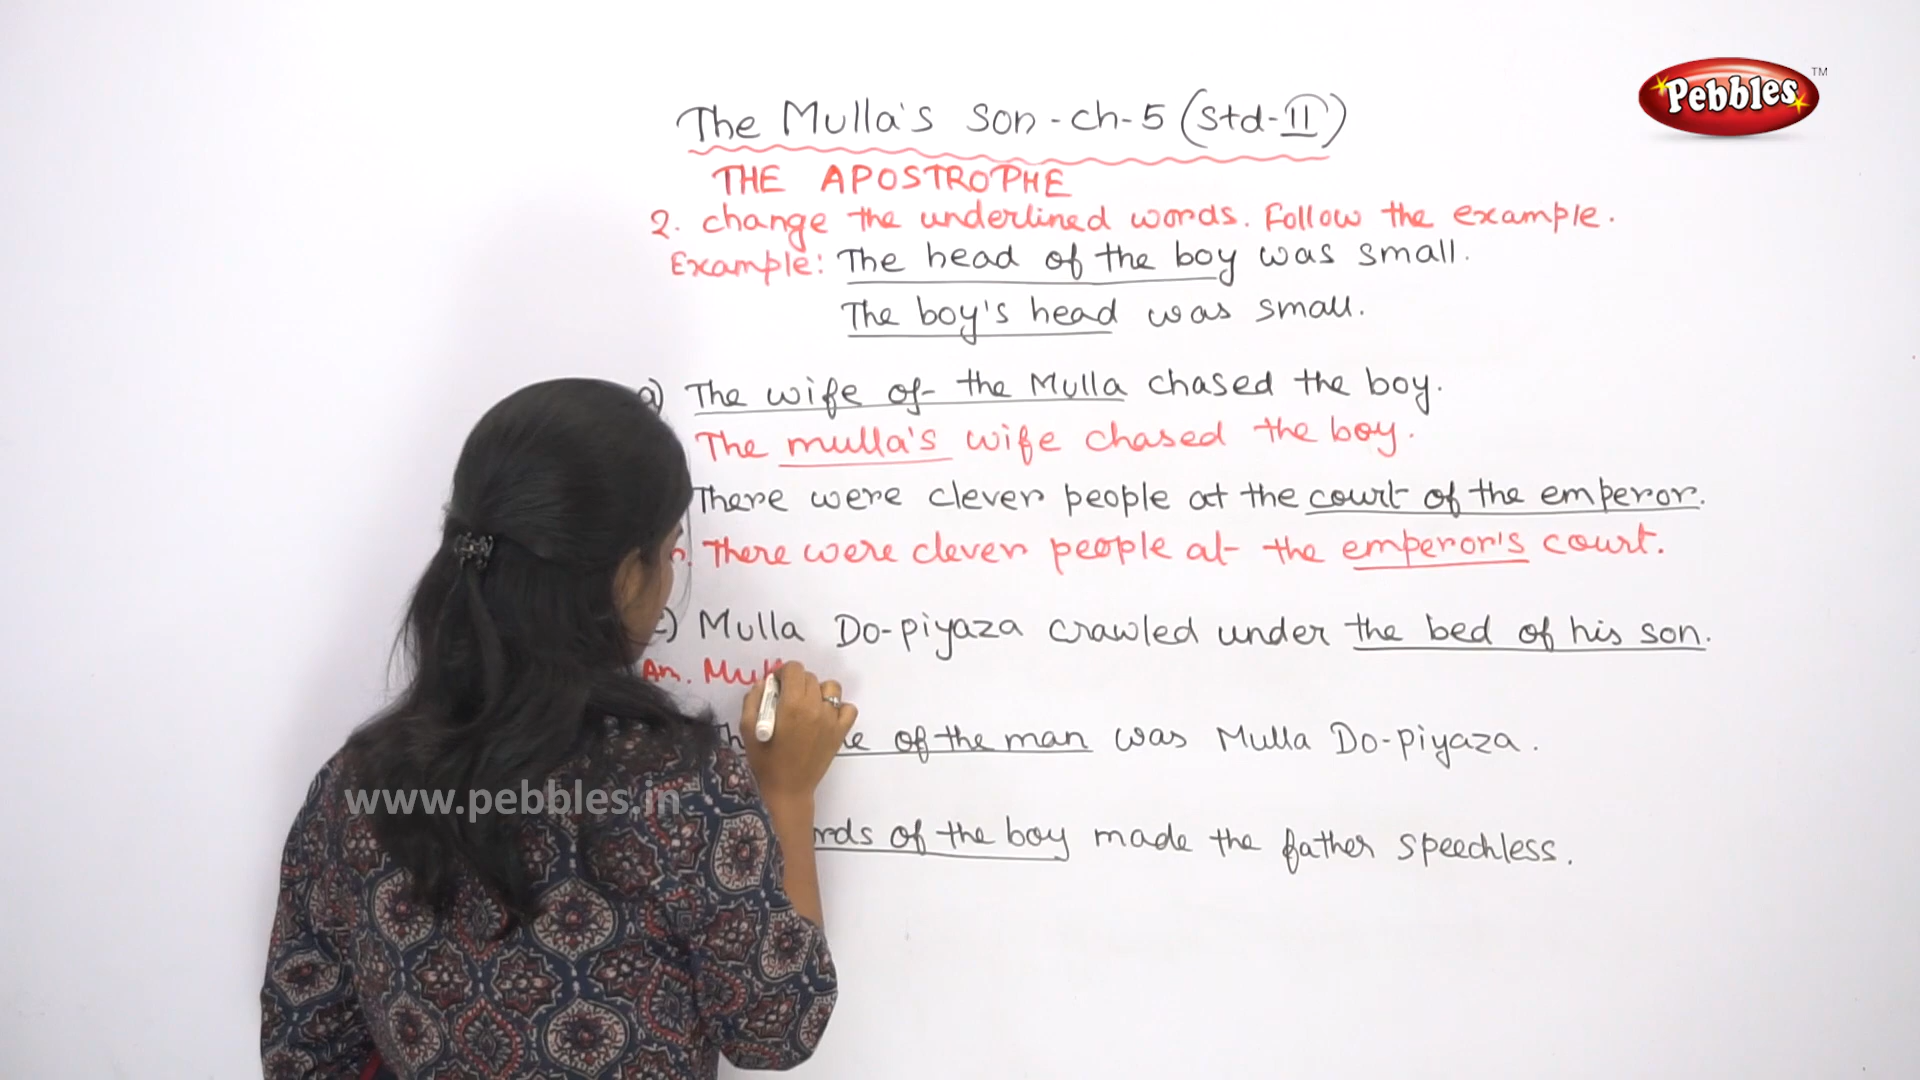 Pebbles TM
The Mulla's son - ch - 5 (std - II)
THE APOSTROPHE
2. change the underlined words. Follow the example.
Example: The head of the boy was small.
The boy's head was small.
a) The wife of the Mulla chased the boy.
The mulla's wife chased the boy.
There were clever people at the court of the emperor.
There were clever people at the emperor's court.
c) Mulla Do-piyaza crawled under the bed of his son.
An.
of the man was Mulla Do-piyaza.
www.pebbles.in
of the boy made the father speechless.